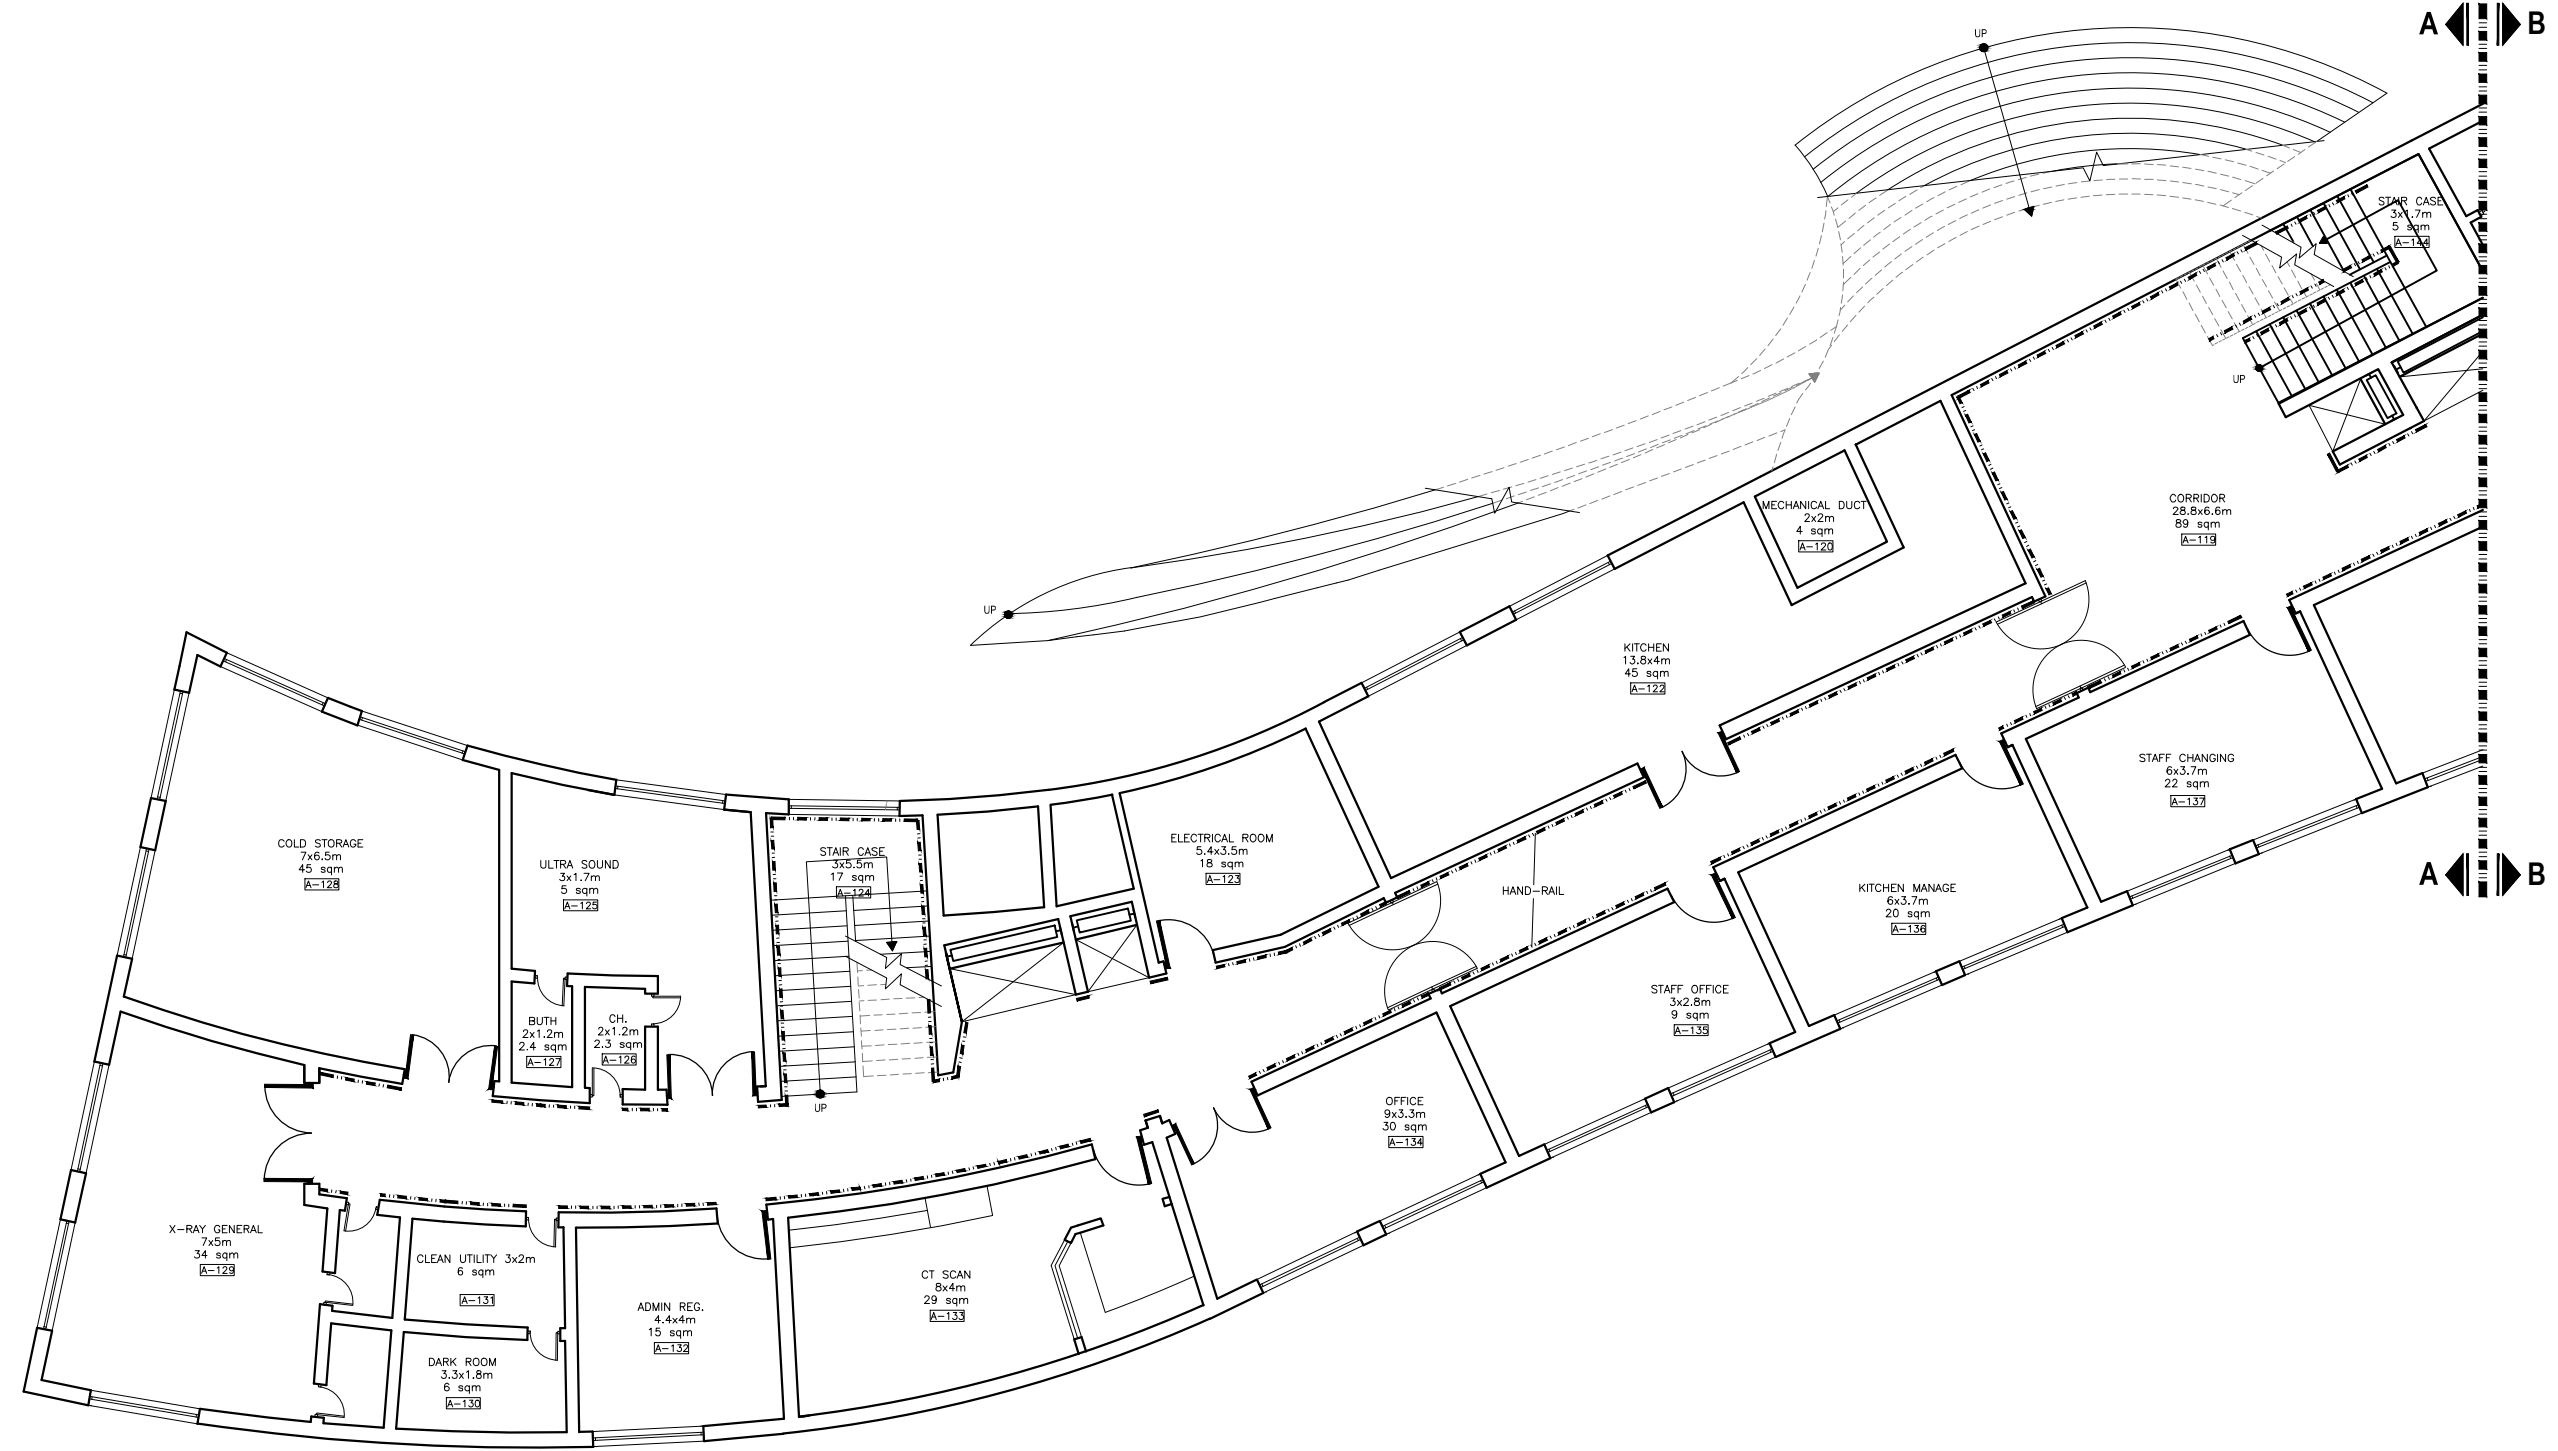 A B
UP
STAIR CASE
3x1.7m
5 sqm
A-144
UP
MECHANICAL DUCT
2x2m
4 sqm
A-120
CORRIDOR
28.8x6.6m
89 sqm
A-119
UP
KITCHEN
13.8x4m
45 sqm
A-122
STAFF CHANGING
6x3.7m
22 sqm
A-137
COLD STORAGE
7x6.5m
45 sqm
A-128
ULTRA SOUND
3x1.7m
5 sqm
A-125
STAIR CASE
3x5.5m
17 sqm
A-124
ELECTRICAL ROOM
5.4x3.5m
18 sqm
A-123
HAND-RAIL
KITCHEN MANAGE
6x3.7m
20 sqm
A-136
A B
BUTH
2x1.2m
2.4 sqm
A-127
CH.
2x1.2m
2.3 sqm
A-126
UP
STAFF OFFICE
3x2.8m
9 sqm
A-135
OFFICE
9x3.3m
30 sqm
A-134
X-RAY GENERAL
7x5m
34 sqm
A-129
CLEAN UTILITY 3x2m
6 sqm
A-131
DARK ROOM
3.3x1.8m
6 sqm
A-130
ADMIN REG.
4.4x4m
15 sqm
A-132
CT SCAN
8x4m
29 sqm
A-133